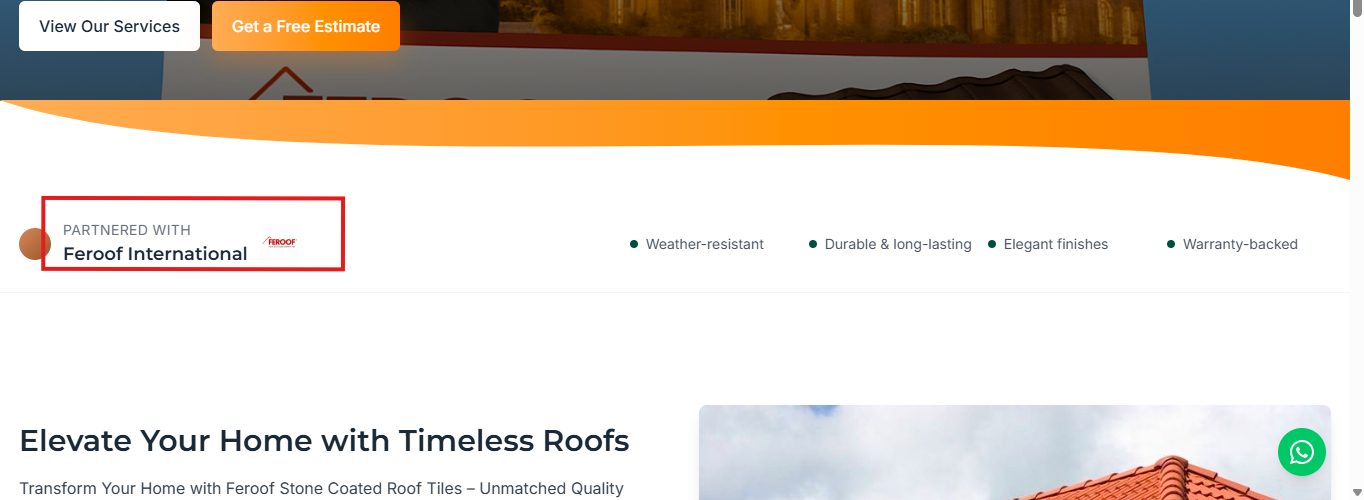 View Our Services
Get a Free Estimate
PARTNERED WITH
Feroof International
FEROOF
Weather-resistant
Durable & long-lasting
Elegant finishes
Warranty-backed
Elevate Your Home with Timeless Roofs
Transform Your Home with Feroof Stone Coated Roof Tiles – Unmatched Quality